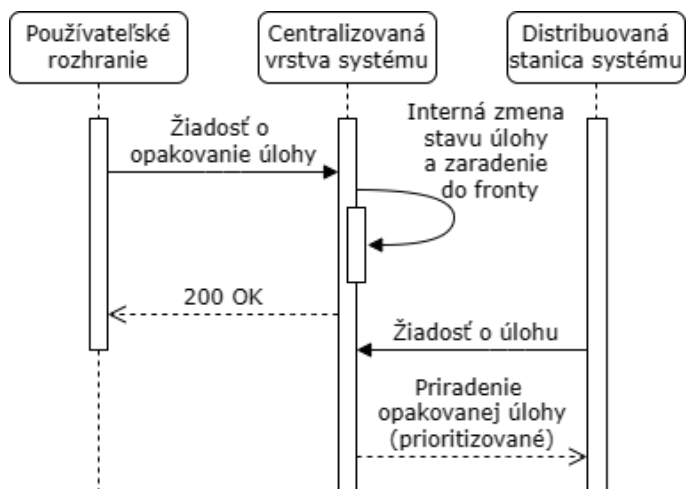 Používateľské
rozhranie
Centralizovaná
vrstva systému
Distribuovaná
stanica systému
Žiadosť o
opakovanie úlohy
Interná zmena
stavu úlohy
a zaradenie
do fronty
200 OK
Žiadosť o úlohu
Priradenie
opakovanej úlohy
(prioritizované)